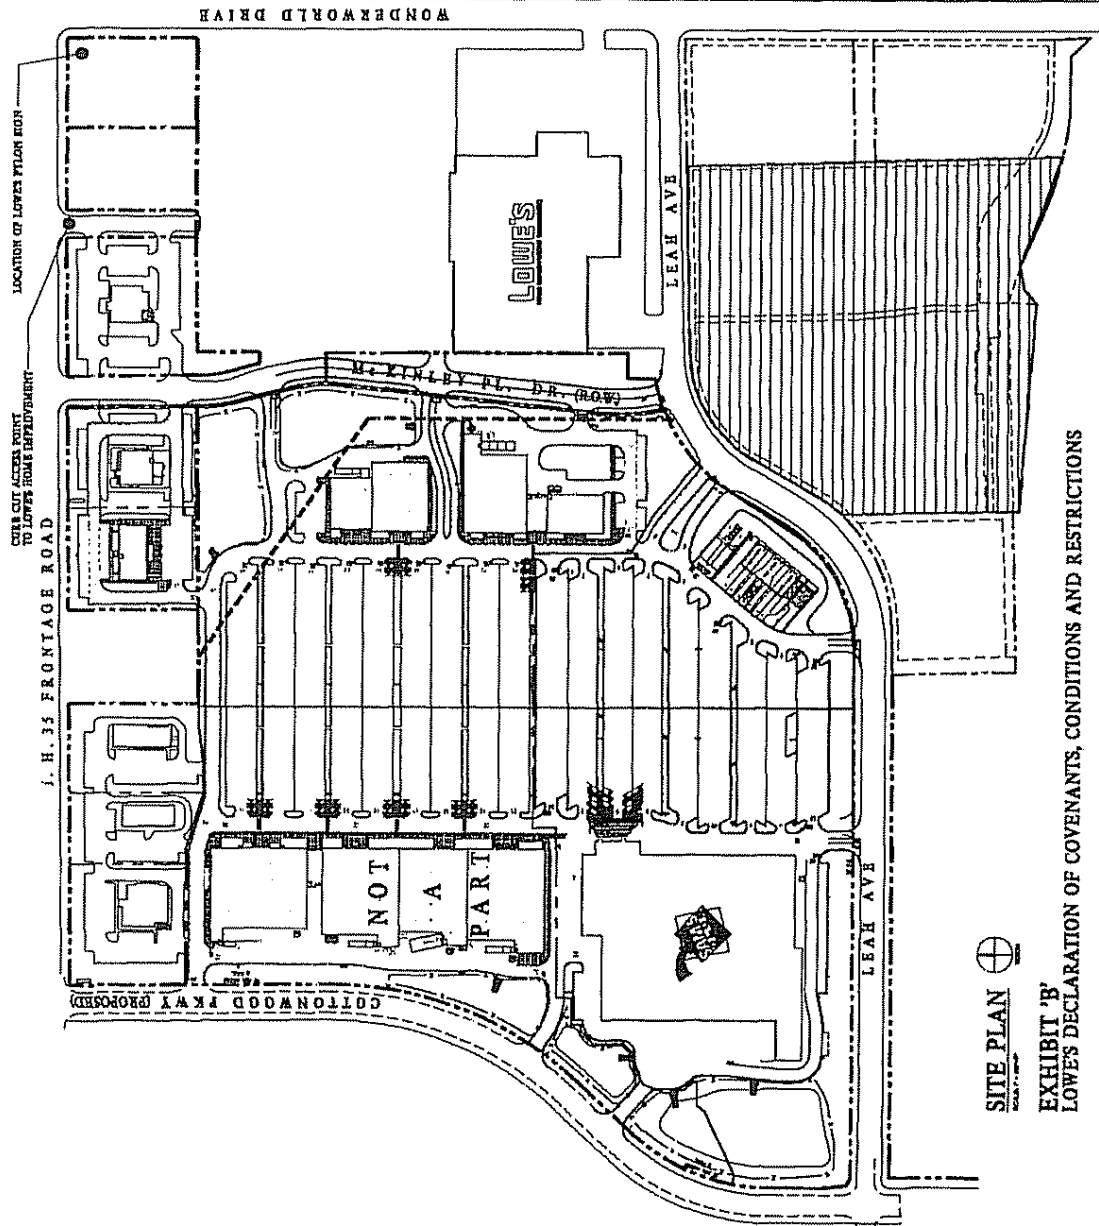 WONDERWORLD DRIVE
LOCATION OF LOWE'S PYLON SIGN
CURB CUT ACCESS POINT
TO LOWE'S HOME IMPROVEMENT
I. H. 35 FRONTAGE ROAD
LOWE'S
LEAH AVE
Mc KINLEY PL. DR. (ROW)
NOT
A
PART
COTTONWOOD PKWY (PROPOSED)
LEAH AVE
SITE PLAN
EXHIBIT 'B'
LOWE'S DECLARATION OF COVENANTS, CONDITIONS AND RESTRICTIONS